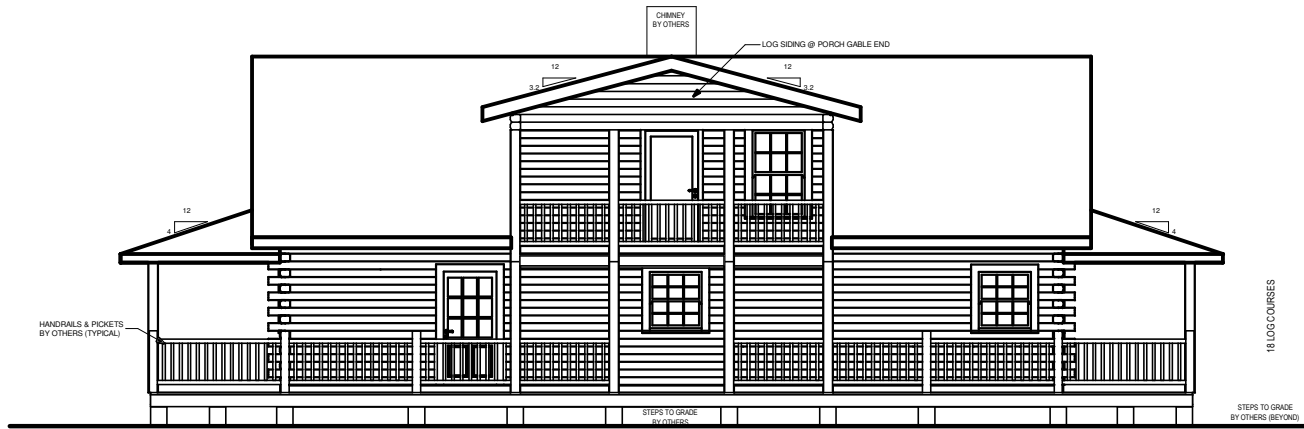 CHIMNEY
BY OTHERS
LOG SIDING @ PORCH GABLE END
12
3.2
12
3.2
12
4
12
4
HANDRAILS & PICKETS
BY OTHERS (TYPICAL)
18 LOG COURSES
STEPS TO GRADE
BY OTHERS
STEPS TO GRADE
BY OTHERS (BEYOND)